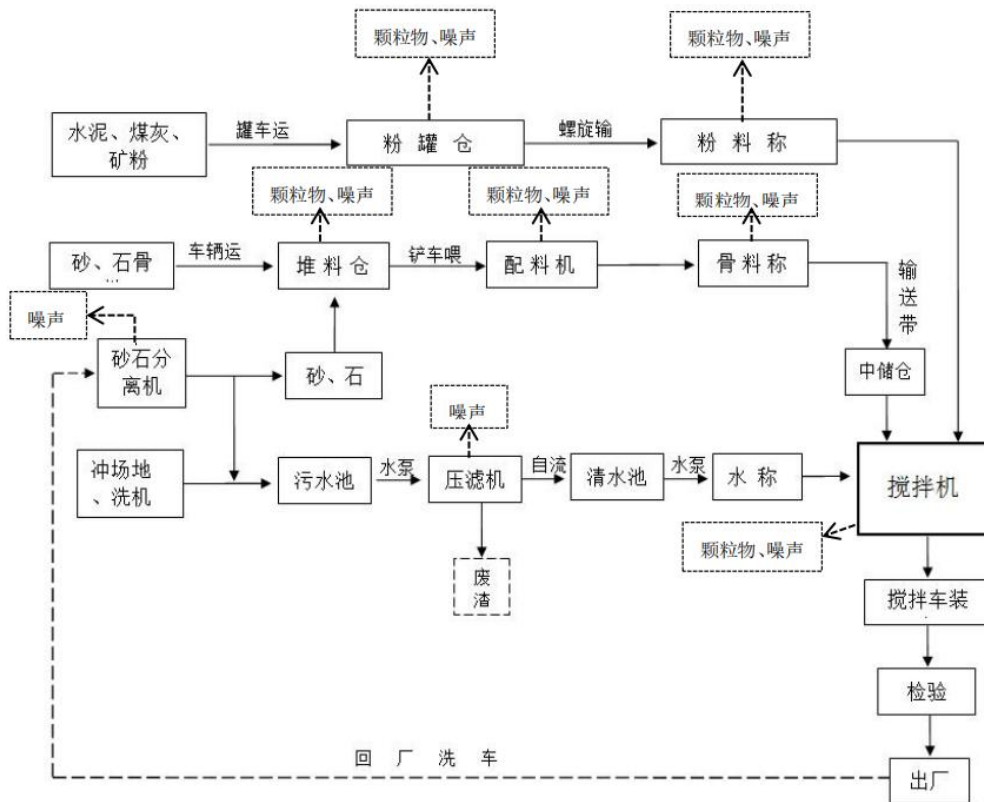 颗粒物、噪声
颗粒物、噪声
水泥、煤灰、
矿粉
罐车运
粉罐仓
螺旋输
粉料称
颗粒物、噪声
颗粒物、噪声
颗粒物、噪声
砂、石骨
车辆运
堆料仓
铲车喂
配料机
骨料称
输
送
带
噪声
砂石分
离机
砂、石
中储仓
噪声
冲场地
、洗机
污水池
水泵
压滤机
自流
清水池
水泵
水称
搅拌机
颗粒物、噪声
废
渣
搅拌车装
检验
回厂洗车
出厂